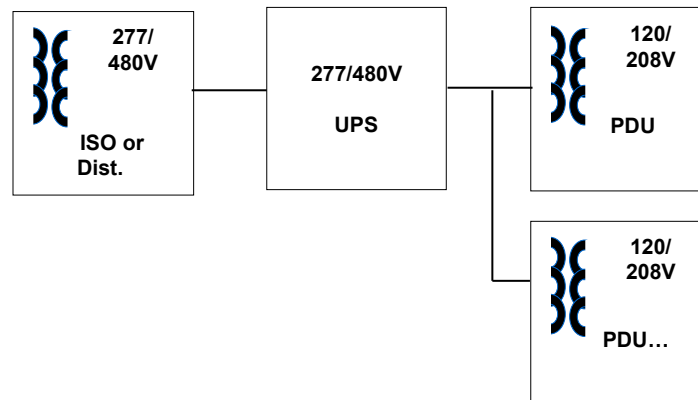 277/
480V
ISO or
Dist.
277/480V
UPS
120/
208V
PDU
120/
208V
PDU…